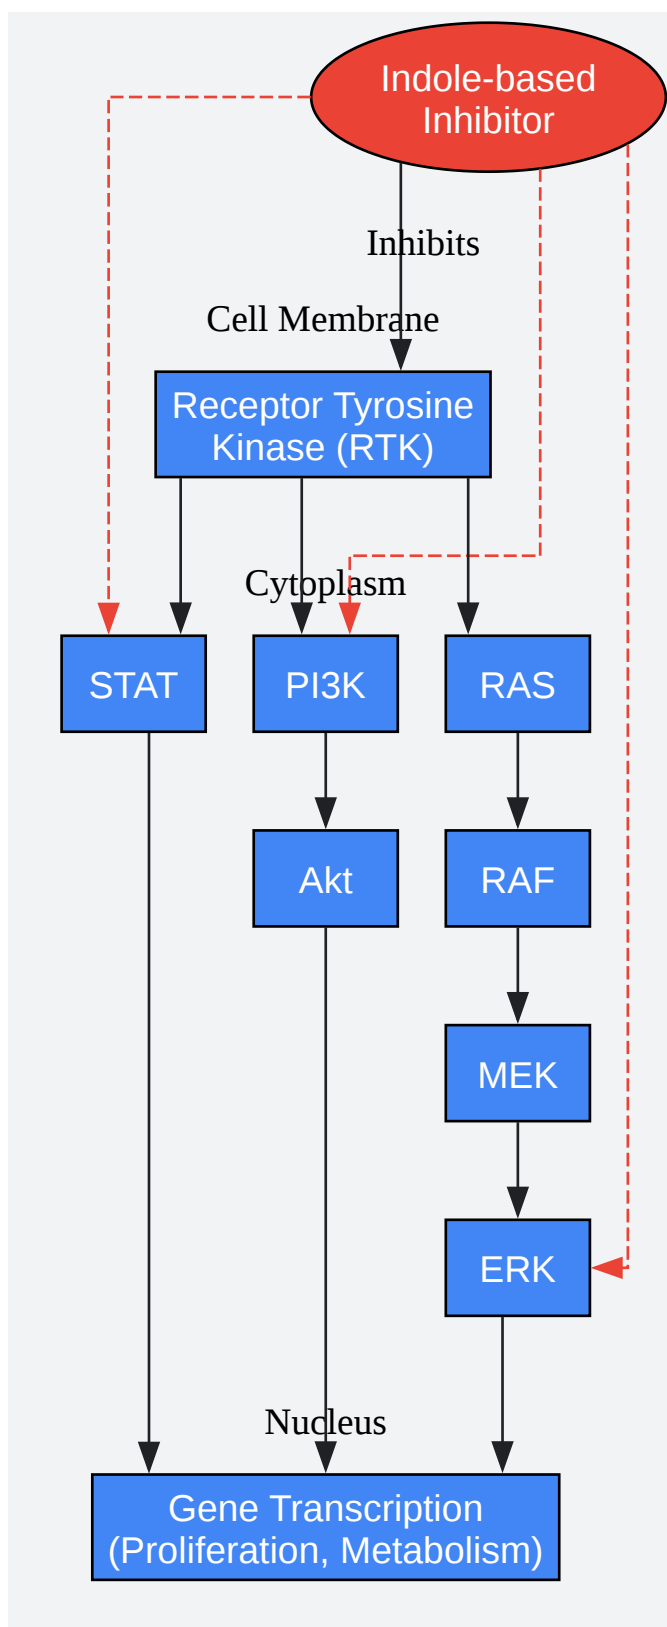 Indole-based
Inhibitor
Inhibits
Cell Membrane
Receptor Tyrosine
Kinase (RTK)
Cytoplasm
STAT
PI3K
RAS
Akt
RAF
MEK
ERK
Nucleus
Gene Transcription
(Proliferation, Metabolism)